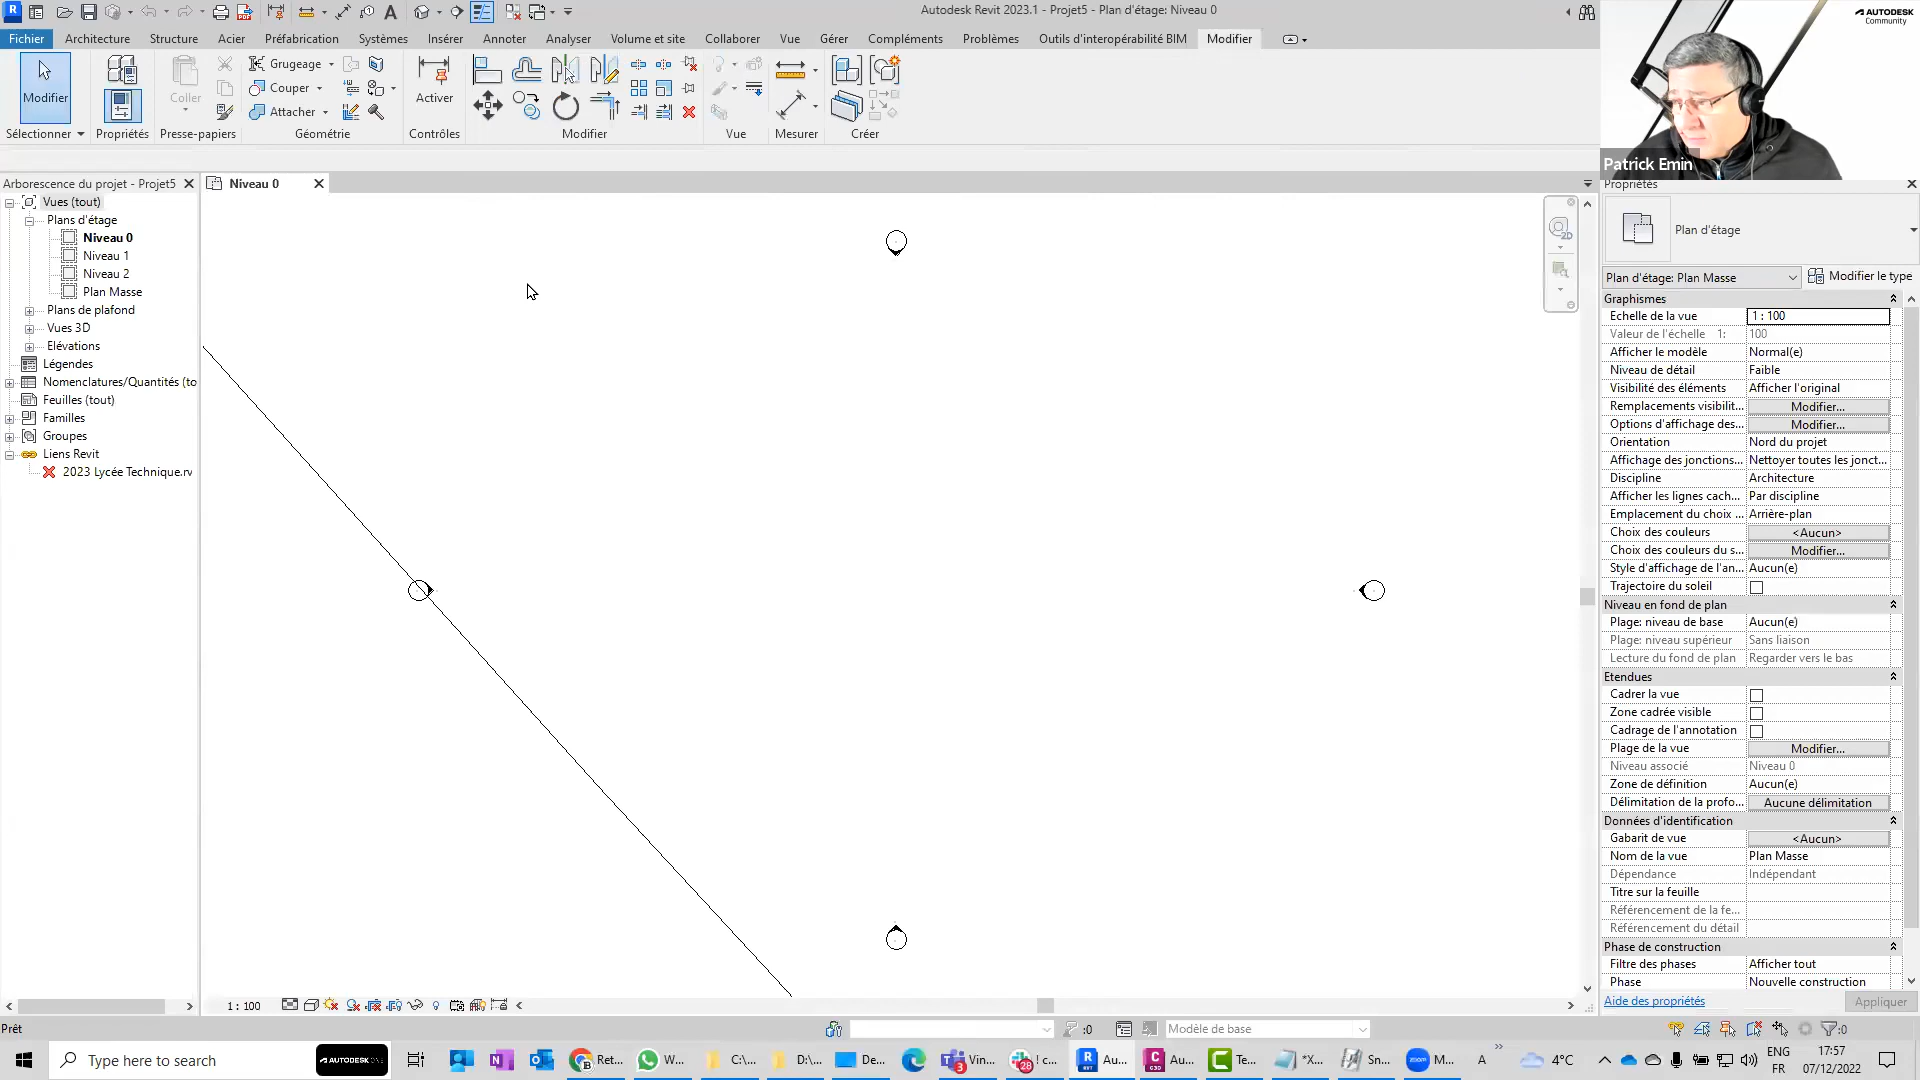 Autodesk Revit 2023.1 - Projet5 - Plan d'étage: Niveau 0
Fichier Architecture Structure Acier Préfabrication Systèmes Insérer Annoter Analyser Volume et site Collaborer Vue Gérer Compléments Problèmes Outils d'interopérabilité BIM Modifier
Modifier
Coller
Grugeage
Couper
Attacher
Activer
Sélectionner Propriétés Presse-papiers Géométrie Contrôles Modifier Vue Mesurer Créer
AUTODESK
Community
Patrick Emin
Arborescence du projet - Projet5
Niveau 0
Vues (tout)
Plans d'étage
Niveau 0
Niveau 1
Niveau 2
Plan Masse
Plans de plafond
Vues 3D
Elévations
Légendes
Nomenclatures/Quantités (to
Feuilles (tout)
Familles
Groupes
Liens Revit
2023 Lycée Technique.rv
2D
Propriétés
Plan d'étage
Plan d'étage: Plan Masse Modifier le type
Graphismes
Echelle de la vue 1 : 100
Valeur de l'échelle 1: 100
Afficher le modèle Normal(e)
Niveau de détail Faible
Visibilité des éléments Afficher l'original
Remplacements visibilit... Modifier...
Options d'affichage des... Modifier...
Orientation Nord du projet
Affichage des jonctions... Nettoyer toutes les jonct...
Discipline Architecture
Afficher les lignes cach... Par discipline
Emplacement du choix ... Arrière-plan
Choix des couleurs <Aucun>
Choix des couleurs du s... Modifier...
Style d'affichage de l'an... Aucun(e)
Trajectoire du soleil
Niveau en fond de plan
Plage: niveau de base Aucun(e)
Plage: niveau supérieur Sans liaison
Lecture du fond de plan Regarder vers le bas
Etendues
Cadrer la vue
Zone cadrée visible
Cadrage de l'annotation
Plage de la vue Modifier...
Niveau associé Niveau 0
Zone de définition Aucun(e)
Délimitation de la profo... Aucune délimitation
Données d'identification
Gabarit de vue <Aucun>
Nom de la vue Plan Masse
Dépendance Indépendant
Titre sur la feuille
Référencement de la fe...
Référencement du détail
Phase de construction
Filtre des phases Afficher tout
Phase Nouvelle construction
Aide des propriétés Appliquer
1 : 100
Prêt :0 Modèle de base :0
Type here to search AUTODESK Ret... W... C:\... D:\... De... Vin... ! c... Au... Au... Te... *X... Sn... M... A 4°C ENG
FR 17:57
07/12/2022